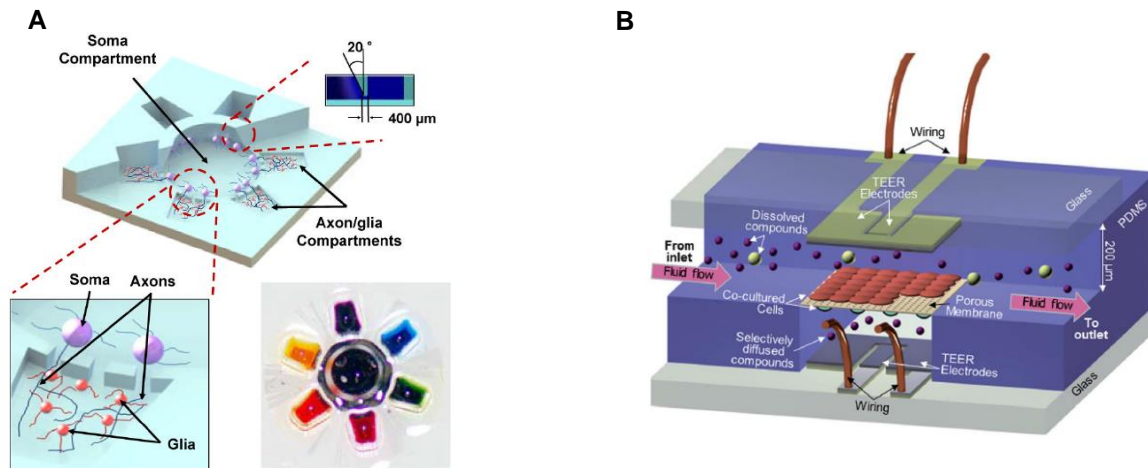 A
Soma
Compartment
20 °
400 µm
Axon/glia
Compartments
Soma
Axons
Glia
B
Wiring
TEER
Electrodes
Glass
PDMS
Dissolved
compounds
200 µm
From
inlet
Fluid flow
Fluid flow
To
outlet
Co-cultured
Cells
Porous
Membrane
Selectively
diffused
compounds
TEER
Electrodes
Wiring
Glass